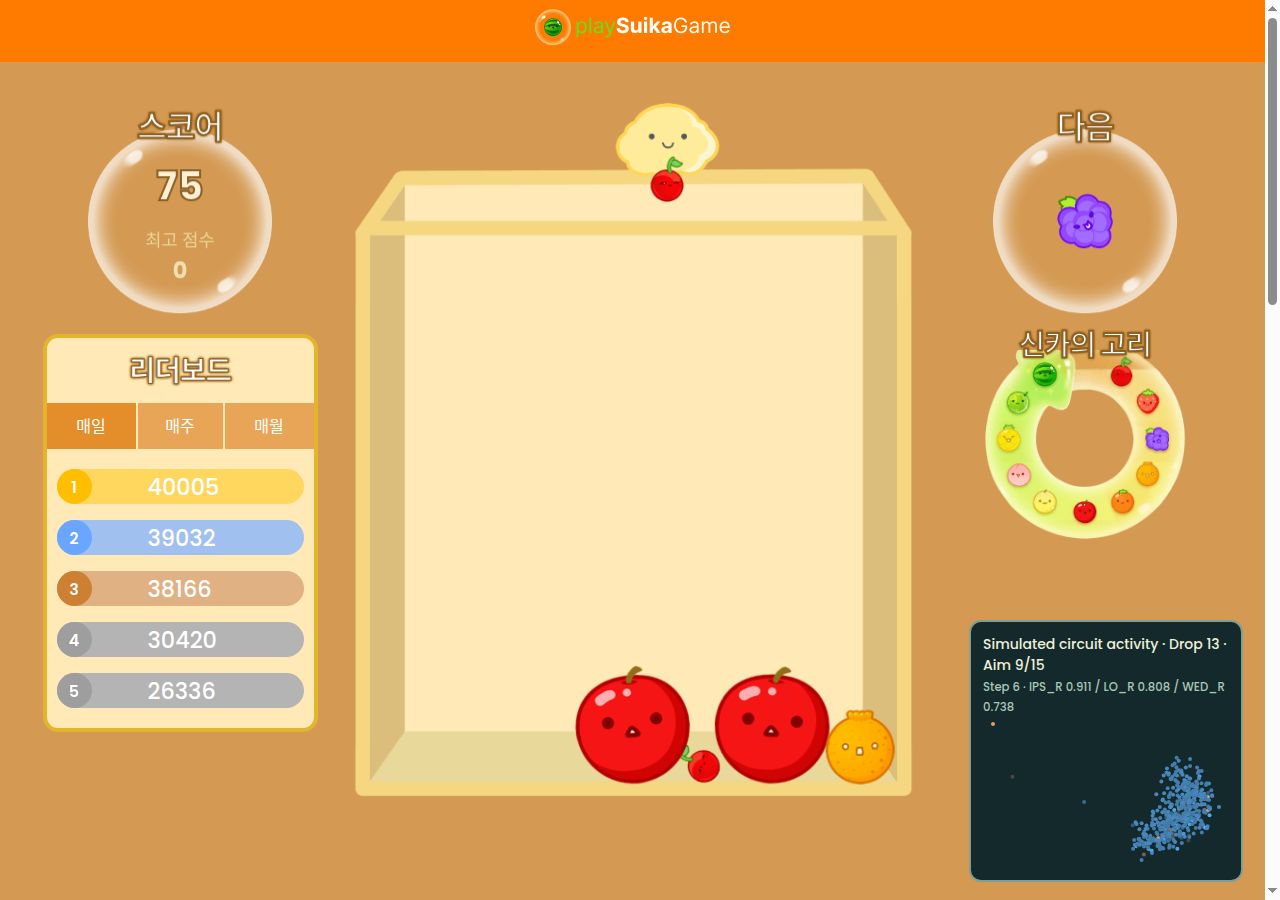 playSuikaGame
스코어
75
최고 점수
0
다음
리더보드
매일 매주 매월
1 40005
2 39032
3 38166
4 30420
5 26336
신카의 고리
Simulated circuit activity · Drop 13 ·
Aim 9/15
Step 6 · IPS_R 0.911 / LO_R 0.808 / WED_R
0.738